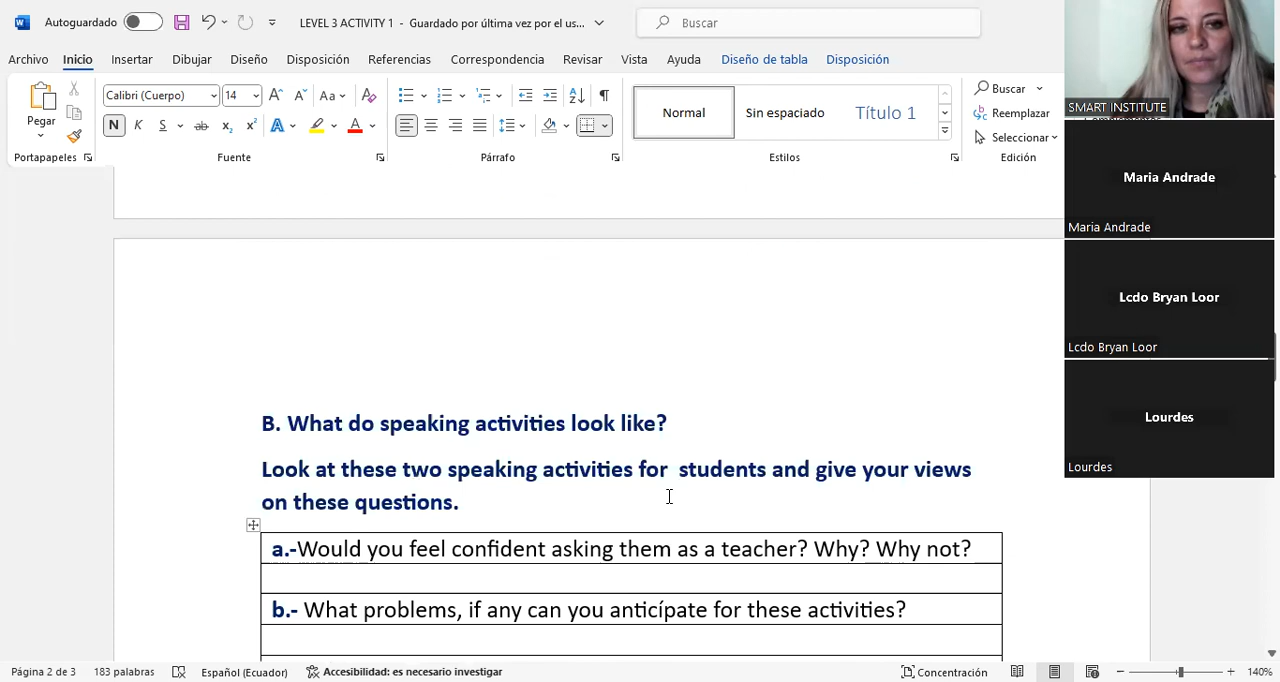 Autoguardado
LEVEL 3 ACTIVITY 1 - Guardado por última vez por el us...
Buscar
Archivo Inicio Insertar Dibujar Diseño Disposición Referencias Correspondencia Revisar Vista Ayuda Diseño de tabla Disposición
Pegar
Calibri (Cuerpo) 14
Normal
Sin espaciado
Título 1
Buscar
Reemplazar
Seleccionar
Portapapeles Fuente Párrafo Estilos Edición
SMART INSTITUTE
Maria Andrade
Maria Andrade
Lcdo Bryan Loor
Lcdo Bryan Loor
Lourdes
Lourdes
B. What do speaking activities look like?
Look at these two speaking activities for students and give your views
on these questions.
a.-Would you feel confident asking them as a teacher? Why? Why not?
b.- What problems, if any can you anticípate for these activities?
Página 2 de 3 183 palabras Español (Ecuador) Accesibilidad: es necesario investigar Concentración 140%